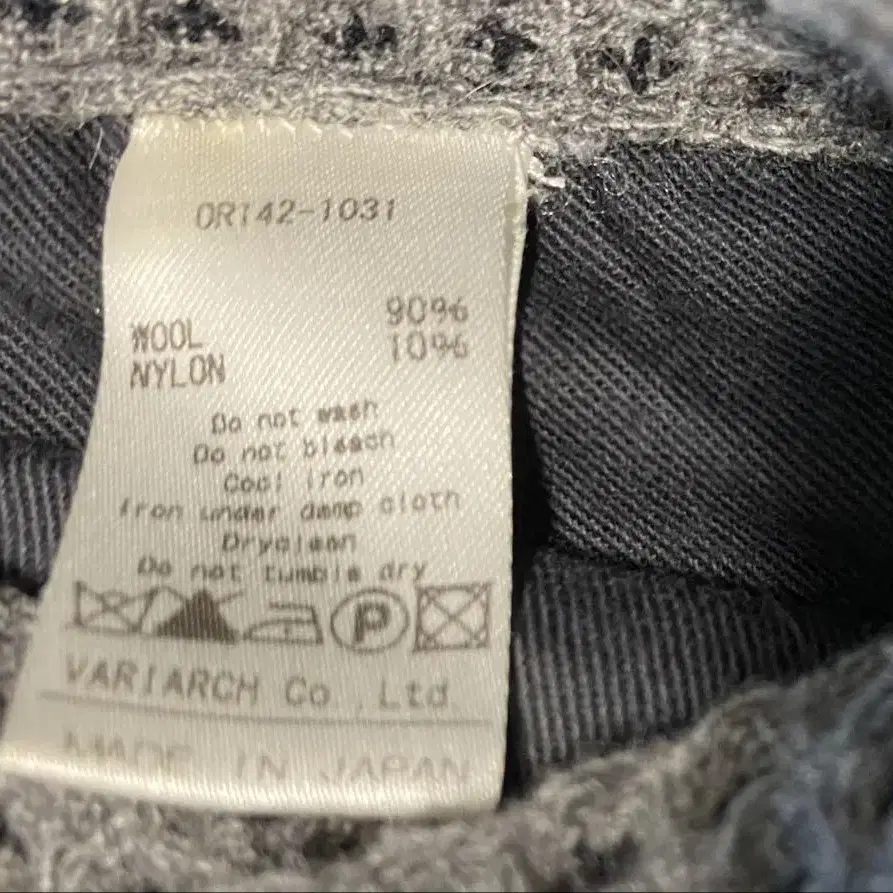 ORT42-1031
WOOL 90%
NYLON 10%
Do not wash
Do not bleach
Cool iron
Iron under damp cloth
Dryclean
Do not tumble dry
P
VARIARCH Co.,Ltd
MADE IN JAPAN